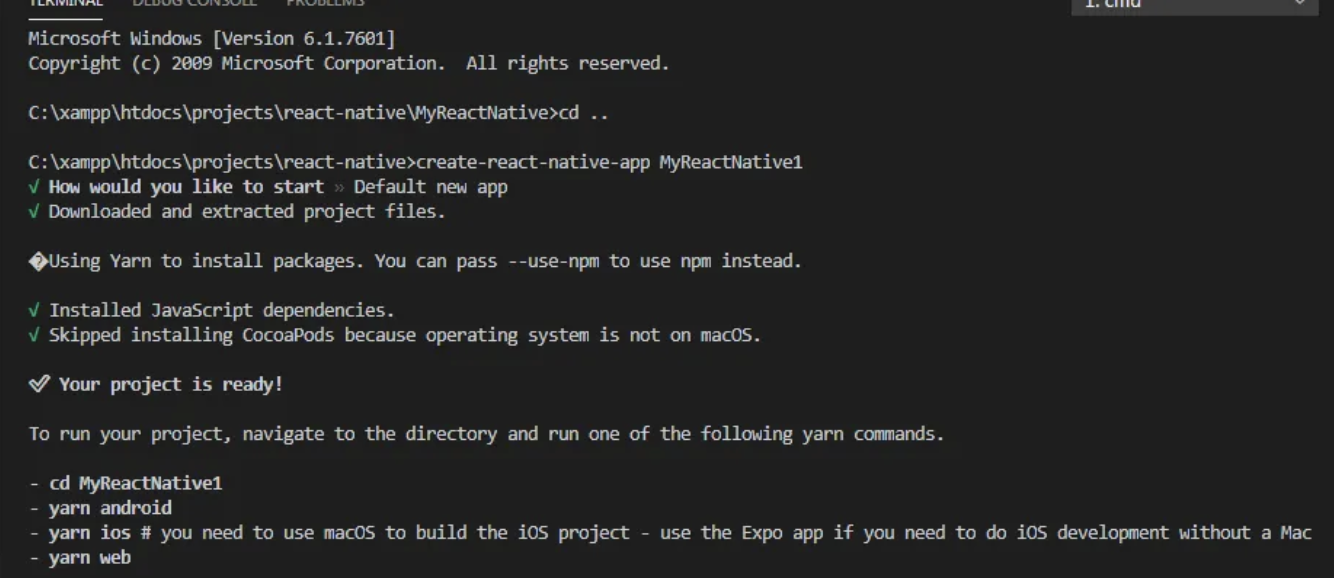 TERMINAL DEBUG CONSOLE PROBLEMS 1: cmd
Microsoft Windows [Version 6.1.7601]
Copyright (c) 2009 Microsoft Corporation.  All rights reserved.
C:\xampp\htdocs\projects\react-native\MyReactNative>cd ..
C:\xampp\htdocs\projects\react-native>create-react-native-app MyReactNative1
√ How would you like to start » Default new app
√ Downloaded and extracted project files.
�Using Yarn to install packages. You can pass --use-npm to use npm instead.
√ Installed JavaScript dependencies.
√ Skipped installing CocoaPods because operating system is not on macOS.
✅ Your project is ready!
To run your project, navigate to the directory and run one of the following yarn commands.
- cd MyReactNative1
- yarn android
- yarn ios # you need to use macOS to build the iOS project - use the Expo app if you need to do iOS development without a Mac
- yarn web